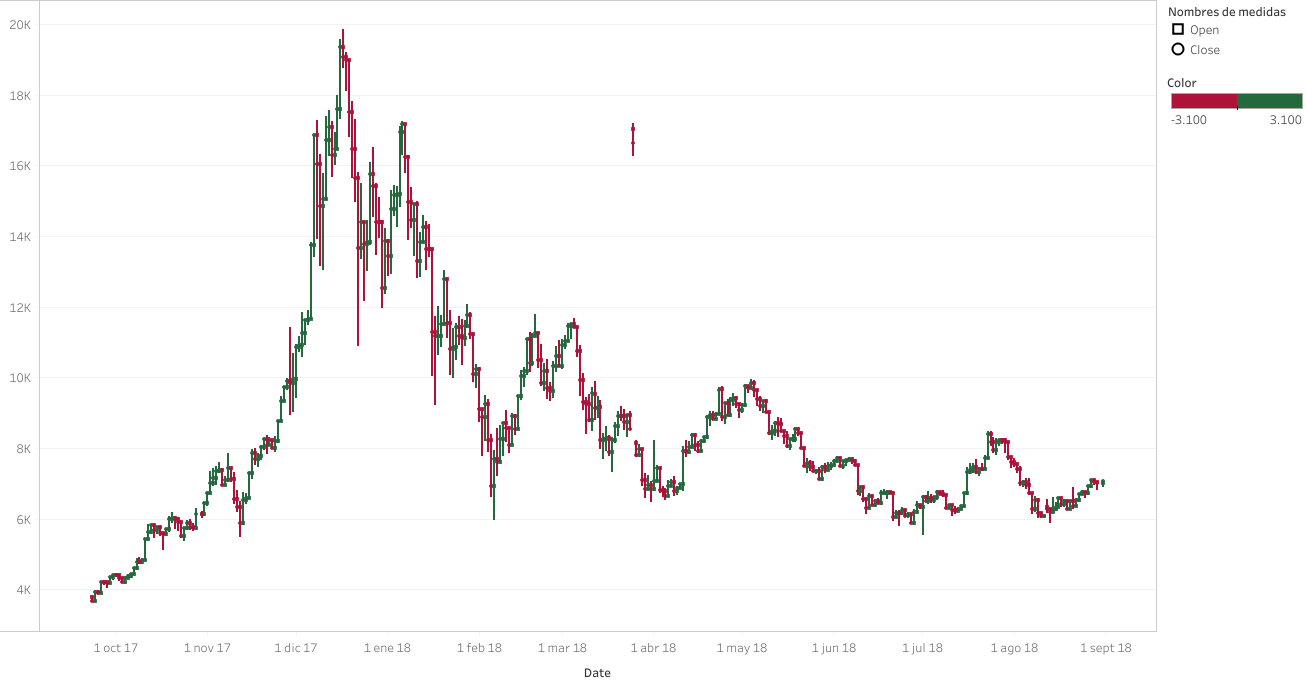 20K
18K
16K
14K
12K
10K
8K
6K
4K
1 oct 17 1 nov 17 1 dic 17 1 ene 18 1 feb 18 1 mar 18 1 abr 18 1 may 18 1 jun 18 1 jul 18 1 ago 18 1 sept 18
Date
Nombres de medidas
Open
Close
Color
-3.100 3.100